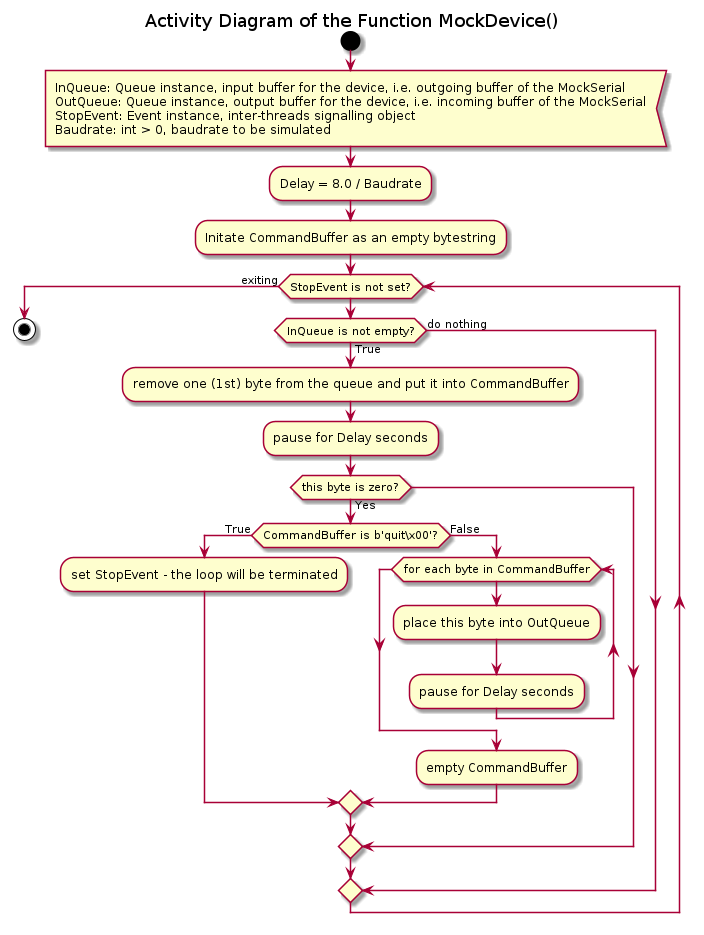 Activity Diagram of the Function MockDevice()
InQueue: Queue instance, input buffer for the device, i.e. outgoing buffer of the MockSerial
OutQueue: Queue instance, output buffer for the device, i.e. incoming buffer of the MockSerial
StopEvent: Event instance, inter-threads signalling object
Baudrate: int > 0, baudrate to be simulated
Delay = 8.0 / Baudrate
Initate CommandBuffer as an empty bytestring
exiting
StopEvent is not set?
InQueue is not empty?
do nothing
True
remove one (1st) byte from the queue and put it into CommandBuffer
pause for Delay seconds
this byte is zero?
Yes
True
CommandBuffer is b'quit\x00'?
False
set StopEvent - the loop will be terminated
for each byte in CommandBuffer
place this byte into OutQueue
pause for Delay seconds
empty CommandBuffer